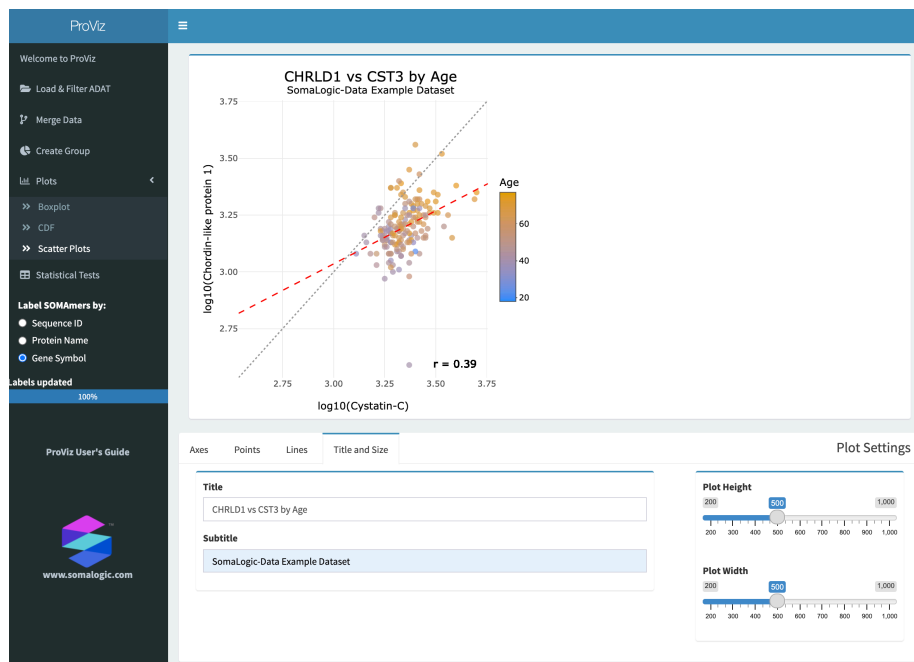 ProViz
Welcome to ProViz
Load & Filter ADAT
Merge Data
Create Group
Plots
Boxplot
CDF
Scatter Plots
Statistical Tests
Label SOMAmers by:
Sequence ID
Protein Name
Gene Symbol
Labels updated
100%
ProViz User's Guide
™
www.somalogic.com
CHRLD1 vs CST3 by Age
SomaLogic-Data Example Dataset
3.75
3.50
3.25
3.00
2.75
log10(Chordin-like protein 1)
r = 0.39
2.75 3.00 3.25 3.50 3.75
log10(Cystatin-C)
Age
60
40
20
Axes Points Lines Title and Size Plot Settings
Title
CHRLD1 vs CST3 by Age
Subtitle
SomaLogic-Data Example Dataset
Plot Height
200 500 1,000
200 300 400 500 600 700 800 900 1,000
Plot Width
200 500 1,000
200 300 400 500 600 700 800 900 1,000